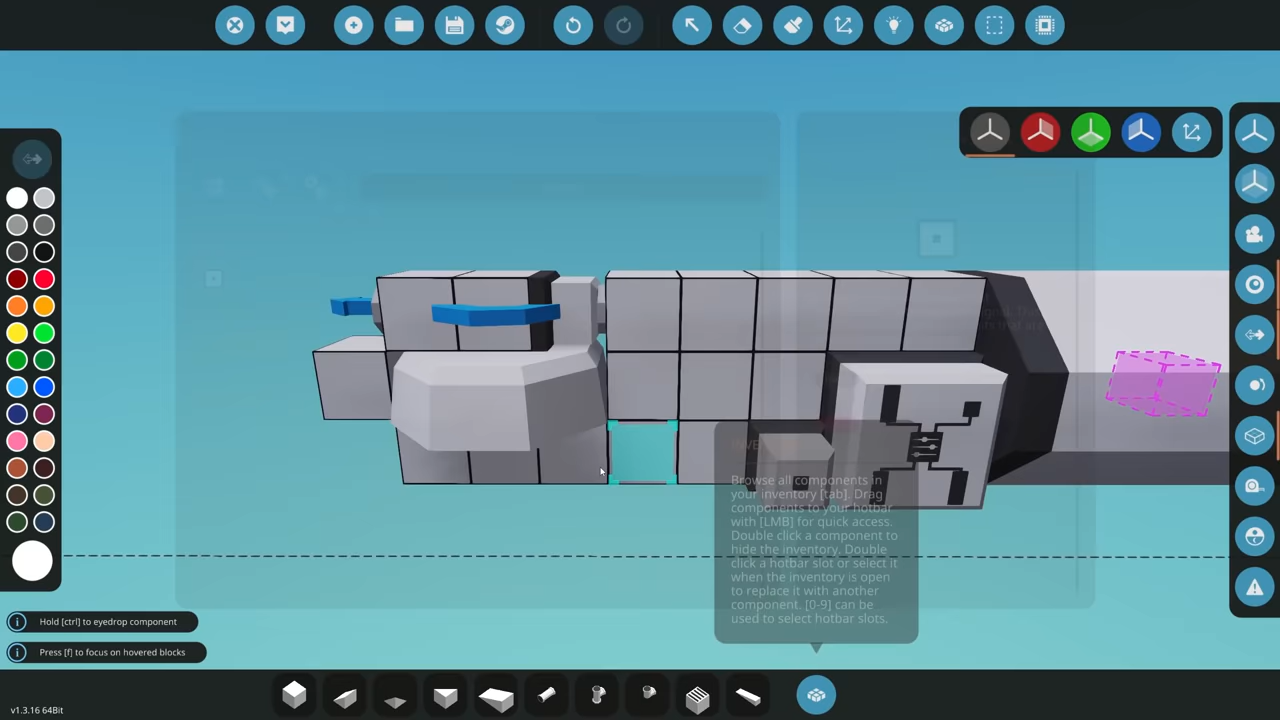 INVENTORY
Browse all components in
your inventory [tab]. Drag
components to your hotbar
with [LMB] for quick access.
Double click a component to
hide the inventory. Double
click a hotbar slot or select it
when the inventory is open
to replace it with another
component. [0-9] can be
used to select hotbar slots.
Hold [ctrl] to eyedrop component
Press [f] to focus on hovered blocks
v1.3.16 64Bit